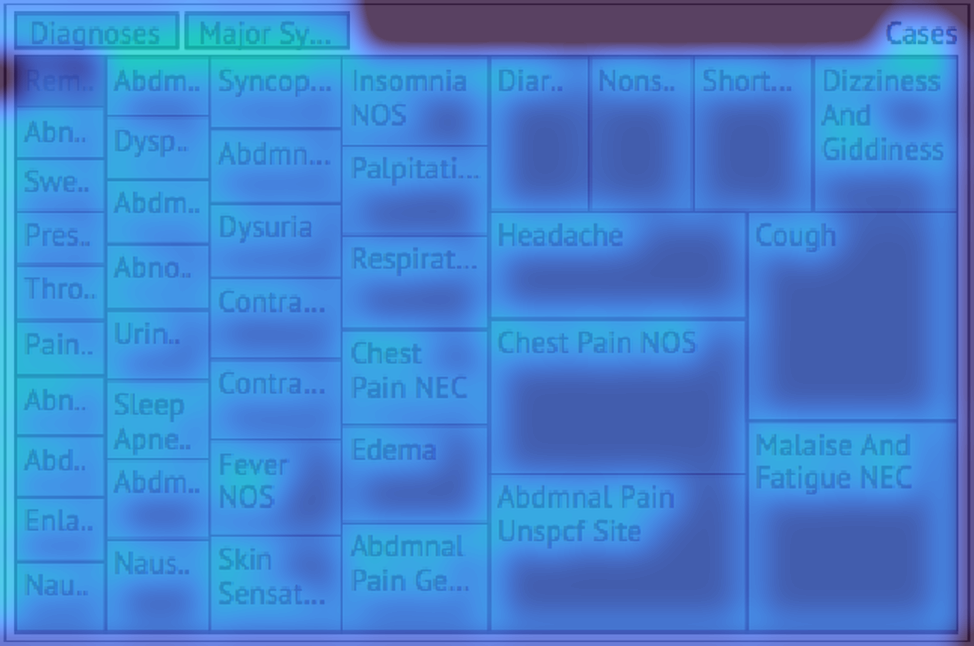 Diagnoses
Major Sy...
Cases
Rem..
Abn..
Swe..
Pres..
Thro..
Pain..
Abn..
Abd..
Enla..
Nau..
Abdm..
Dysp..
Abdm..
Abno..
Urin..
Sleep
Apne..
Abdm..
Naus..
Syncop...
Abdmn...
Dysuria
Contra...
Contra...
Fever
NOS
Skin
Sensat...
Insomnia
NOS
Palpitati...
Respirat...
Chest
Pain NEC
Edema
Abdmnal
Pain Ge...
Diar..
Nons..
Short...
Dizziness
And
Giddiness
Headache
Cough
Chest Pain NOS
Abdmnal Pain
Unspcf Site
Malaise And
Fatigue NEC